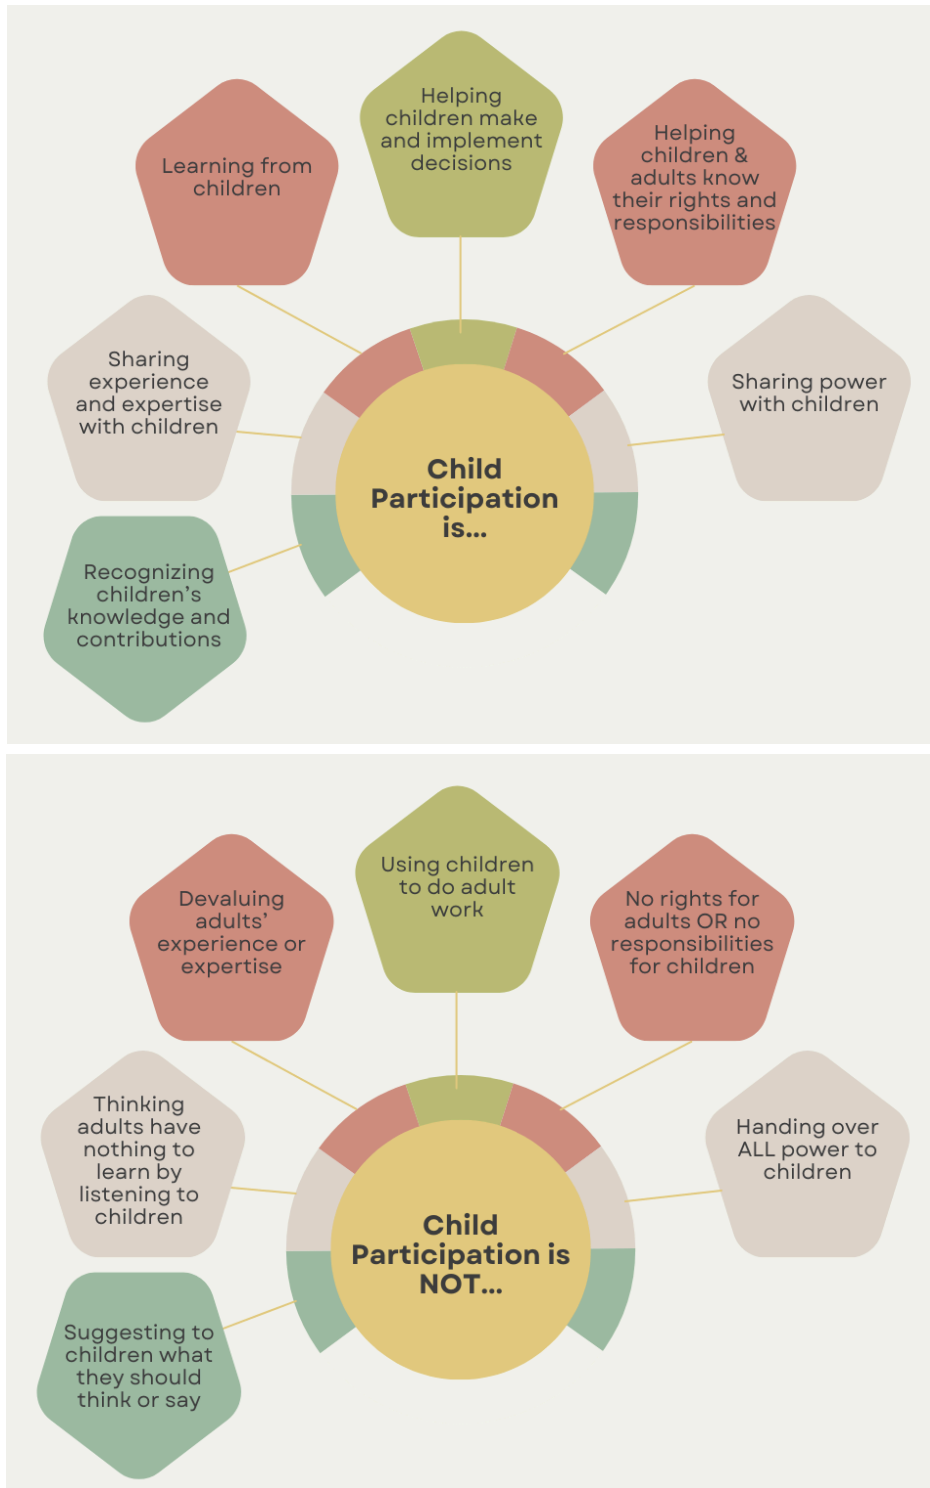 Helping
children make
and implement
decisions
Learning from
children
Helping
children &
adults know
their rights and
responsibilities
Sharing
experience
and expertise
with children
Sharing power
with children
Child
Participation
is...
Recognizing
children's
knowledge and
contributions
Using children
to do adult
work
Devaluing
adults'
experience or
expertise
No rights for
adults OR no
responsibilities
for children
Thinking
adults have
nothing to
learn by
listening to
children
Handing over
ALL power to
children
Child
Participation is
NOT...
Suggesting to
children what
they should
think or say